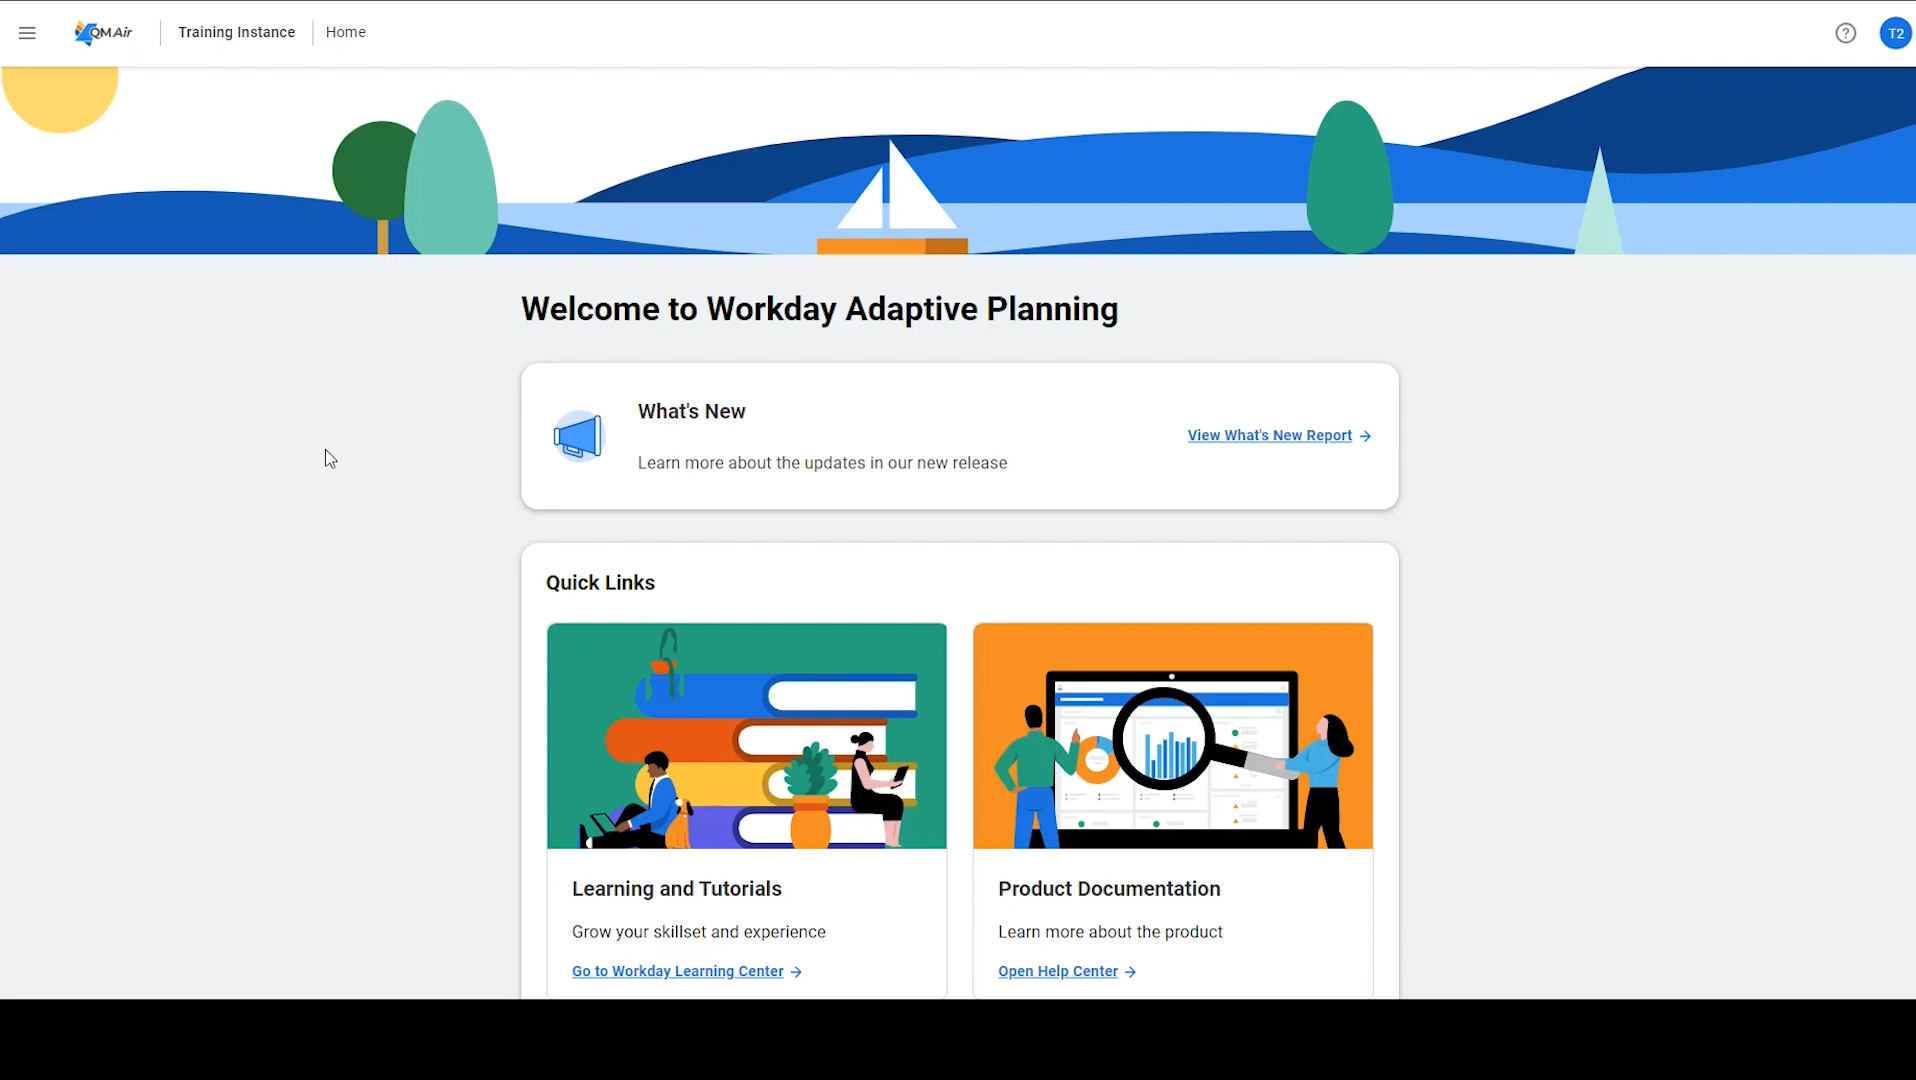 QM Air
Training Instance
Home
T2
Welcome to Workday Adaptive Planning
What's New
Learn more about the updates in our new release
View What's New Report
Quick Links
Learning and Tutorials
Grow your skillset and experience
Go to Workday Learning Center
Product Documentation
Learn more about the product
Open Help Center